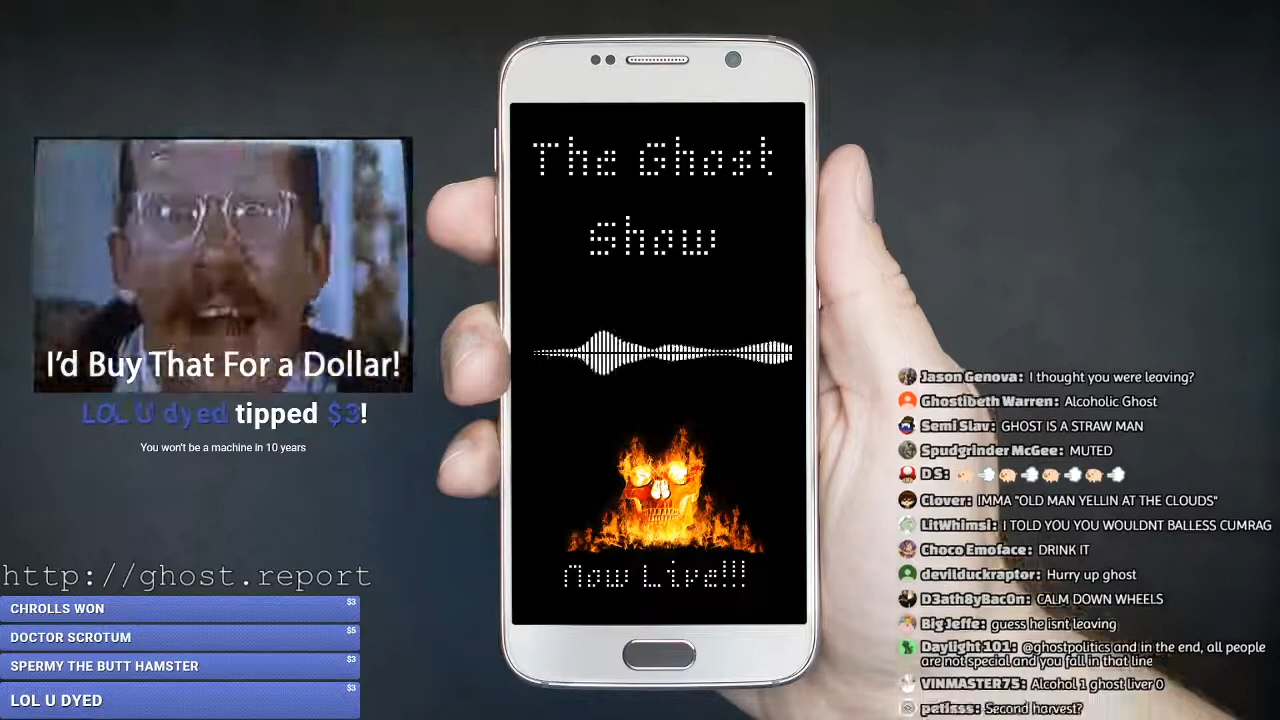 The Ghost
Show
Now Live!!!
I'd Buy That For a Dollar!
LOL U dyed tipped $3!
You won't be a machine in 10 years
http://ghost.report
CHROLLS WON $3
DOCTOR SCROTUM $5
SPERMY THE BUTT HAMSTER $3
LOL U DYED $3
Jason Genova: I thought you were leaving?
Ghostibeth Warren: Alcoholic Ghost
Semi Slav: GHOST IS A STRAW MAN
Spudgrinder McGee: MUTED
D S: 🐖💨🐖💨🐖💨🐖💨
Clover: IMMA "OLD MAN YELLIN AT THE CLOUDS"
LitWhimsI: I TOLD YOU YOU WOULDNT BALLESS CUMRAG
Choco Emoface: DRINK IT
devilduckraptor: Hurry up ghost
D3ath8yBac0n: CALM DOWN WHEELS
Big Jeffe: guess he isnt leaving
Daylight 101: @ghostpolitics and in the end, all people
are not special and you fall in that line
VINMASTER75: Alcohol 1 ghost liver 0
petisss: Second harvest?